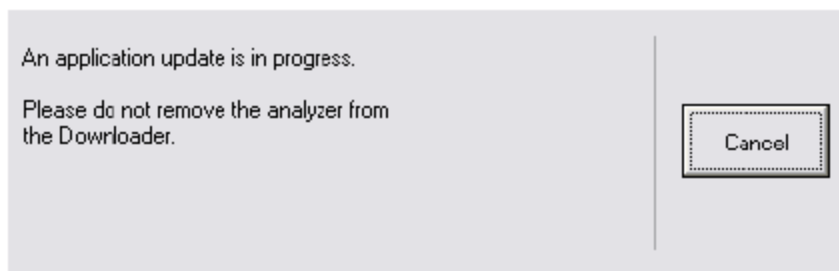 An application update is in progress.
Please do not remove the analyzer from
the Downloader.
Cancel